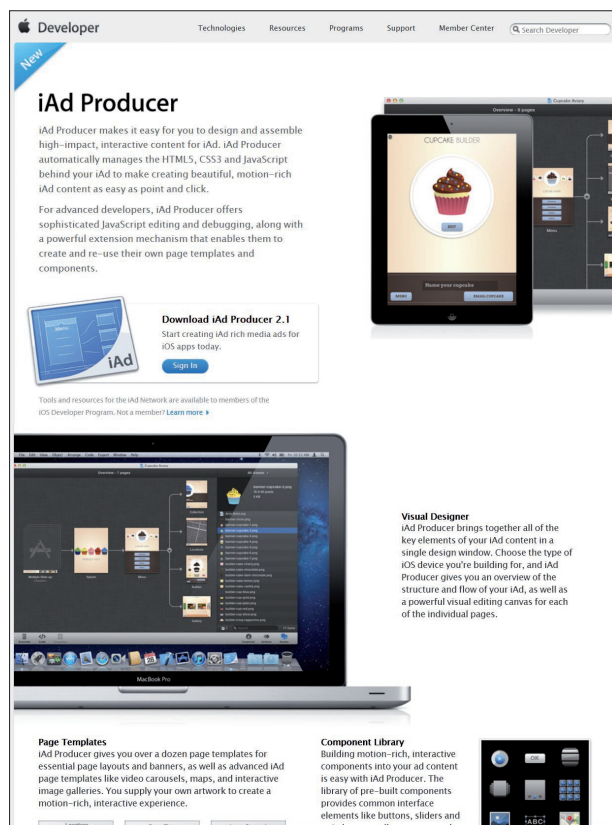 Developer
Technologies Resources Programs Support Member Center Search Developer
New
iAd Producer
iAd Producer makes it easy for you to design and assemble
high-impact, interactive content for iAd. iAd Producer
automatically manages the HTML5, CSS3 and JavaScript
behind your iAd to make creating beautiful, motion-rich
iAd content as easy as point and click.
For advanced developers, iAd Producer offers
sophisticated JavaScript editing and debugging, along with
a powerful extension mechanism that enables them to
create and re-use their own page templates and
components.
CUPCAKE BUILDER
Name your cupcake
MENU
EMAIL CUPCAKE
Menu
iAd
Download iAd Producer 2.1
Start creating iAd rich media ads for
iOS apps today.
Sign In
Tools and resources for the iAd Network are available to members of the
iOS Developer Program. Not a member? Learn more
MacBook Pro
Visual Designer
iAd Producer brings together all of the
key elements of your iAd content in a
single design window. Choose the type of
iOS device you're building for, and iAd
Producer gives you an overview of the
structure and flow of your iAd, as well as
a powerful visual editing canvas for each
of the individual pages.
Page Templates
iAd Producer gives you over a dozen page templates for
essential page layouts and banners, as well as advanced iAd
page templates like video carousels, maps, and interactive
image galleries. You supply your own artwork to create a
motion-rich, interactive experience.
Component Library
Building motion-rich, interactive
components into your ad content
is easy with iAd Producer. The
library of pre-built components
provides common interface
elements like buttons, sliders and
OK
ABC